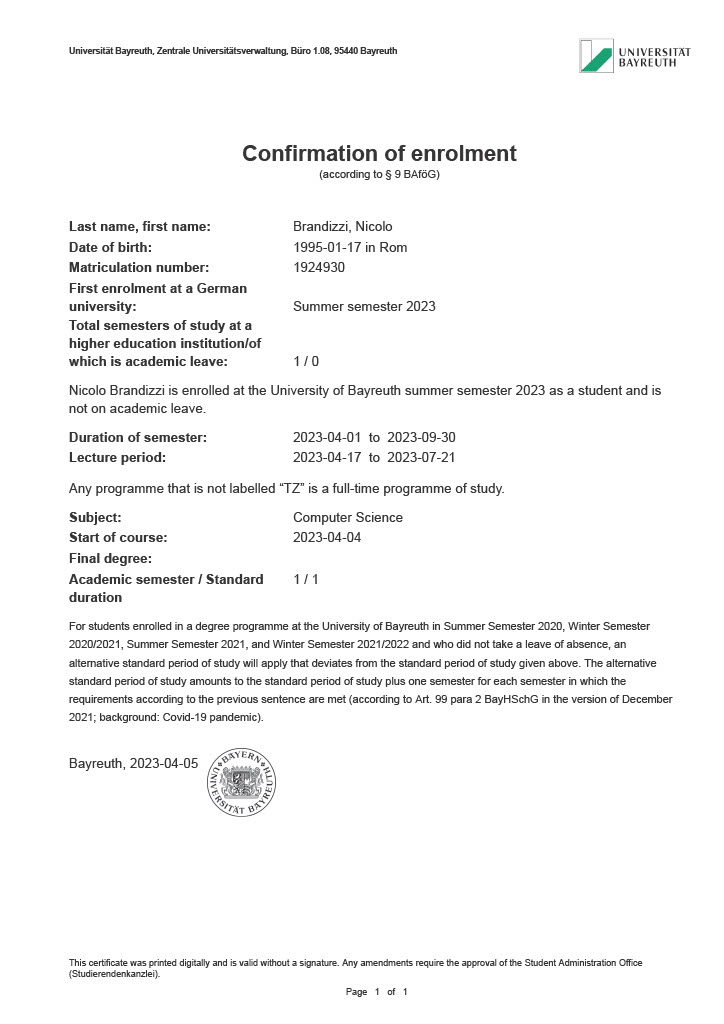 Universität Bayreuth, Zentrale Universitätsverwaltung, Büro 1.08, 95440 Bayreuth
UNIVERSITÄT
BAYREUTH
Confirmation of enrolment
(according to § 9 BAföG)
Last name, first name: Brandizzi, Nicolo
Date of birth: 1995-01-17 in Rom
Matriculation number: 1924930
First enrolment at a German
university: Summer semester 2023
Total semesters of study at a
higher education institution/of
which is academic leave: 1 / 0
Nicolo Brandizzi is enrolled at the University of Bayreuth summer semester 2023 as a student and is
not on academic leave.
Duration of semester: 2023-04-01 to 2023-09-30
Lecture period: 2023-04-17 to 2023-07-21
Any programme that is not labelled “TZ” is a full-time programme of study.
Subject: Computer Science
Start of course: 2023-04-04
Final degree:
Academic semester / Standard 1 / 1
duration
For students enrolled in a degree programme at the University of Bayreuth in Summer Semester 2020, Winter Semester
2020/2021, Summer Semester 2021, and Winter Semester 2021/2022 and who did not take a leave of absence, an
alternative standard period of study will apply that deviates from the standard period of study given above. The alternative
standard period of study amounts to the standard period of study plus one semester for each semester in which the
requirements according to the previous sentence are met (according to Art. 99 para 2 BayHSchG in the version of December
2021; background: Covid-19 pandemic).
Bayreuth, 2023-04-05
BAYERN
UNIVERSITÄT BAYREUTH
This certificate was printed digitally and is valid without a signature. Any amendments require the approval of the Student Administration Office
(Studierendenkanzlei).
Page 1 of 1